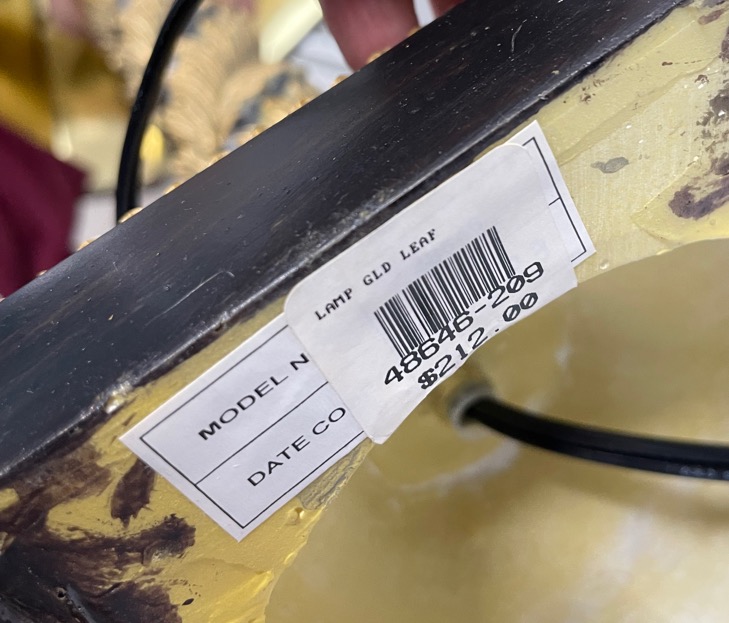 LAMP GLD LEAF
48646-209
$212.00
MODEL N
DATE CO